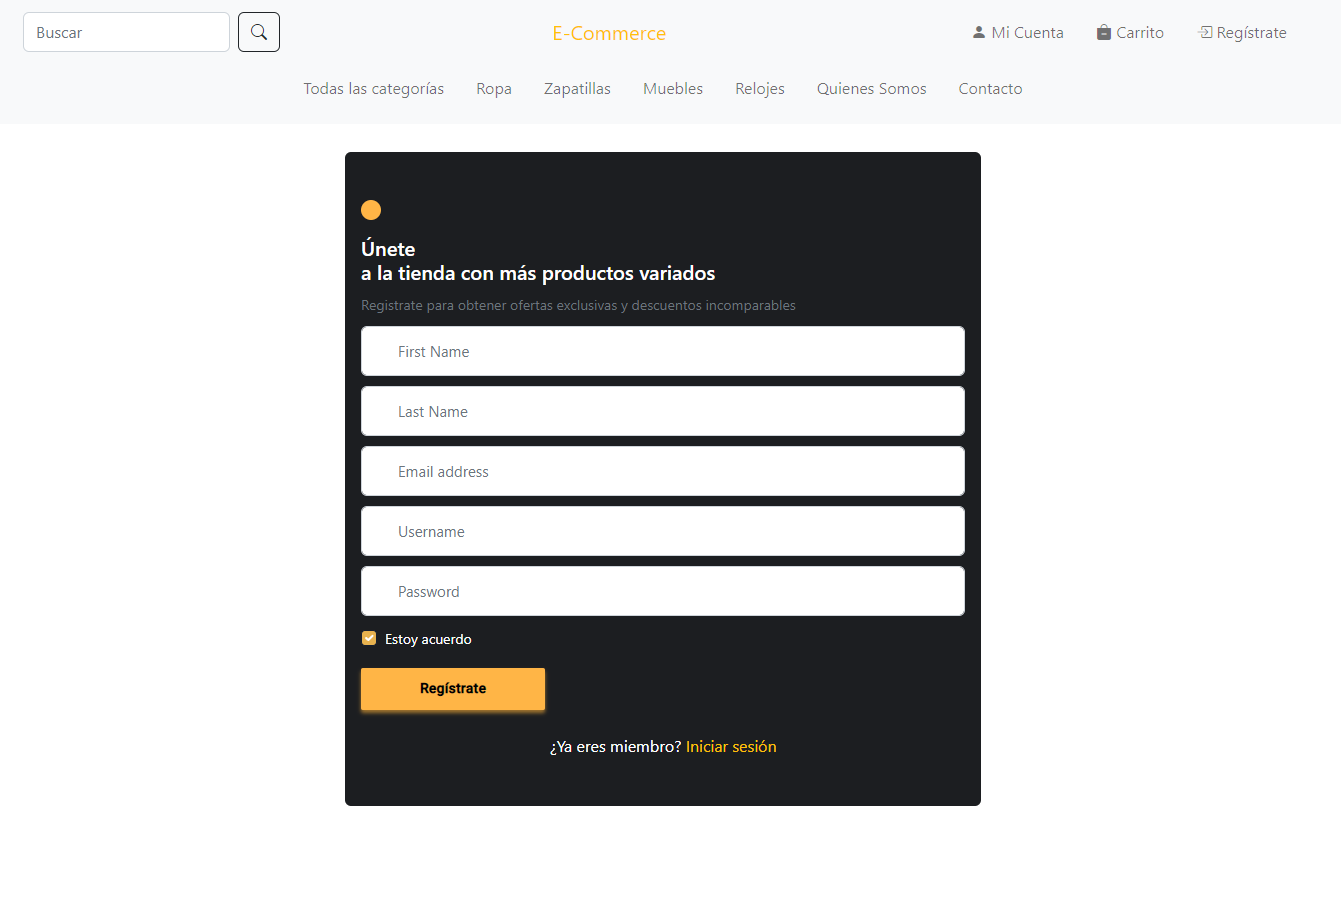 Buscar
E-Commerce
Mi Cuenta
Carrito
Regístrate
Todas las categorías
Ropa
Zapatillas
Muebles
Relojes
Quienes Somos
Contacto
Únete
a la tienda con más productos variados
Registrate para obtener ofertas exclusivas y descuentos incomparables
First Name
Last Name
Email address
Username
Password
Estoy acuerdo
Regístrate
¿Ya eres miembro? Iniciar sesión